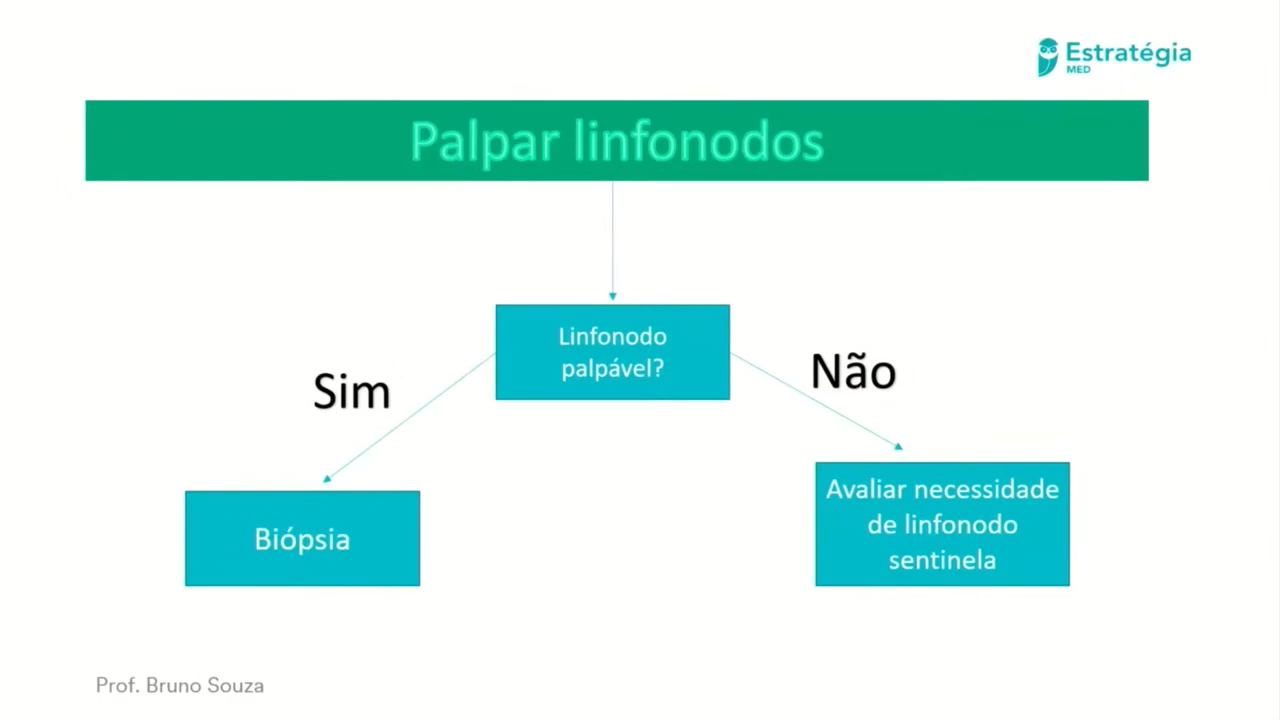 Estratégia
MED
Palpar linfonodos
Linfonodo
palpável?
Sim
Não
Biópsia
Avaliar necessidade
de linfonodo
sentinela
Prof. Bruno Souza